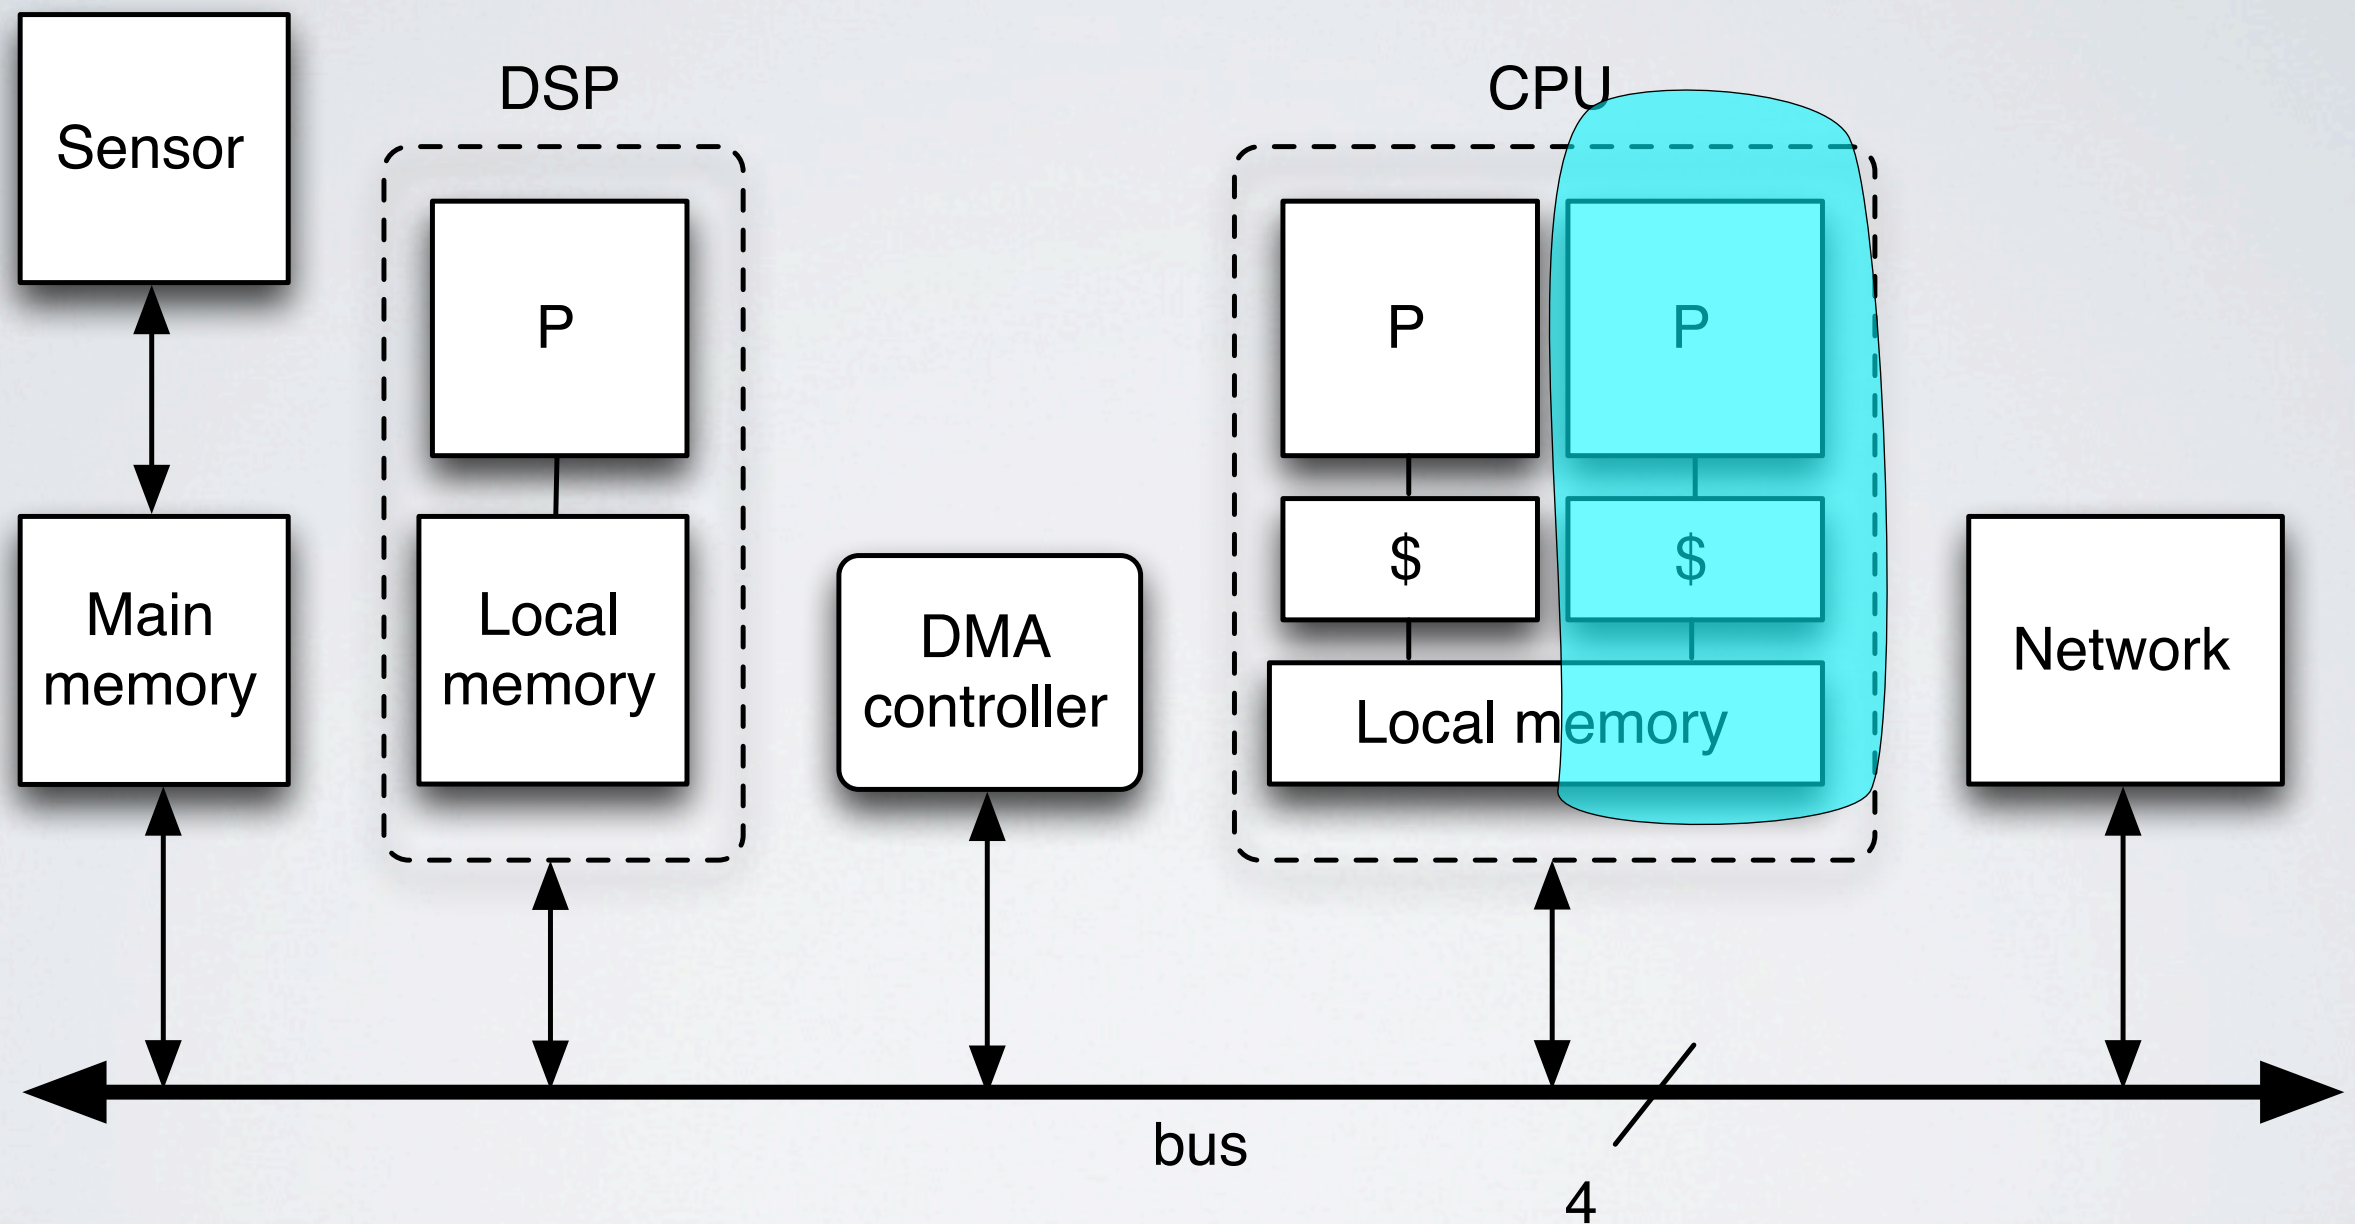 DSP
CPU
Sensor
P
P
P
$
$
Main
memory
Local
memory
DMA
controller
Local memory
Network
bus
4